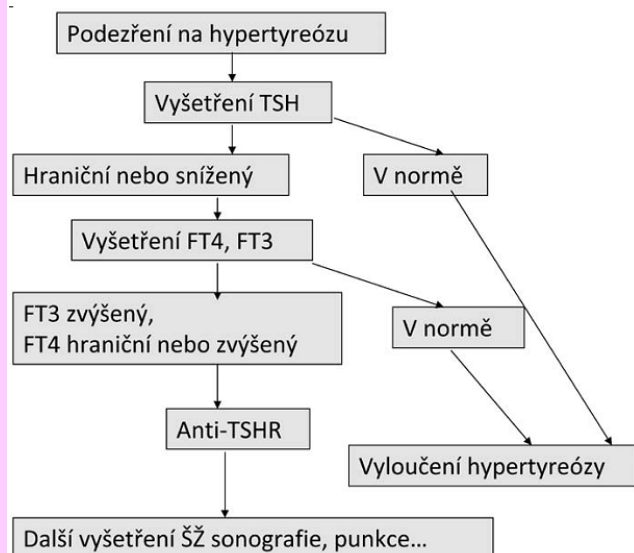 Podezření na hypertyreózu
Vyšetření TSH
Hraniční nebo snížený
V normě
Vyšetření FT4, FT3
FT3 zvýšený,
FT4 hraniční nebo zvýšený
V normě
Anti-TSHR
Vyloučení hypertyreózy
Další vyšetření ŠŽ sonografie, punkce...